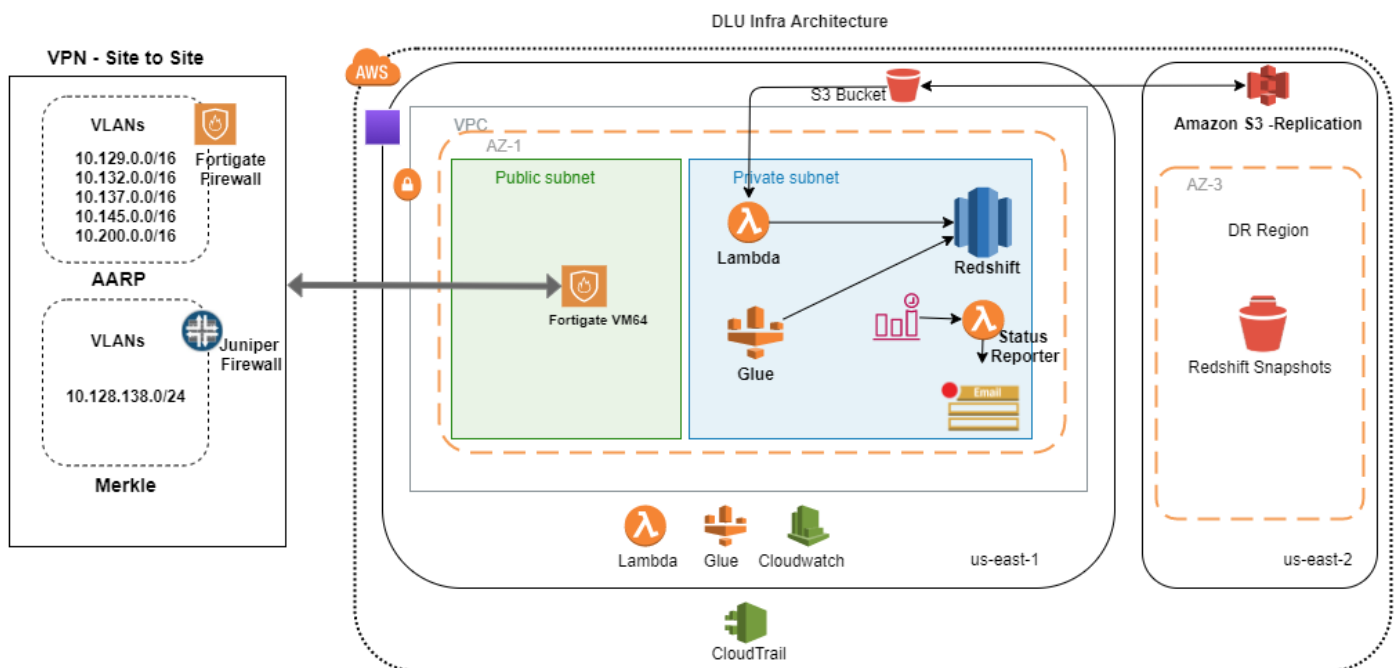 DLU Infra Architecture
VPN - Site to Site
VLANs
10.129.0.0/16
10.132.0.0/16
10.137.0.0/16
10.145.0.0/16
10.200.0.0/16
Fortigate
Firewall
AARP
VLANs
10.128.138.0/24
Juniper
Firewall
Merkle
AWS
S3 Bucket
VPC
AZ-1
Public subnet
Fortigate VM64
Private subnet
Lambda
Redshift
Glue
Status
Reporter
Email
Lambda
Glue
Cloudwatch
us-east-1
CloudTrail
Amazon S3 -Replication
AZ-3
DR Region
Redshift Snapshots
us-east-2